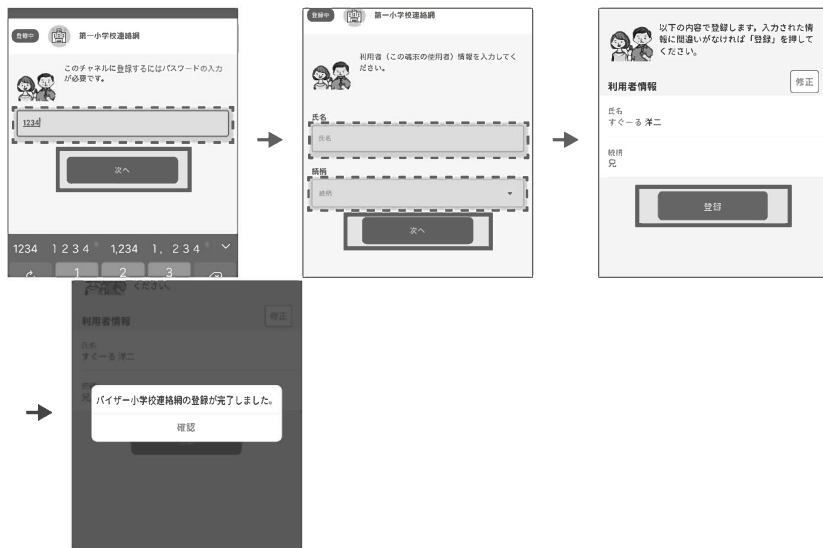 登録中 第一小学校連絡網
このチャネルに登録するにはパスワードの入力
が必要です。
1234
次へ
1234 1 2 3 4 1,234 1, 2 3 4
1 2 3
登録中 第一小学校連絡網
利用者（この端末の使用者）情報を入力してく
ださい。
氏名
氏名
続柄
続柄
次へ
以下の内容で登録します。入力された情
報に間違いがなければ「登録」を押して
ください。
利用者情報 修正
氏名
すぐーる 洋二
続柄
兄
登録
ください。
利用者情報 修正
氏名
すぐーる 洋二
バイザー小学校連絡網の登録が完了しました。
確認